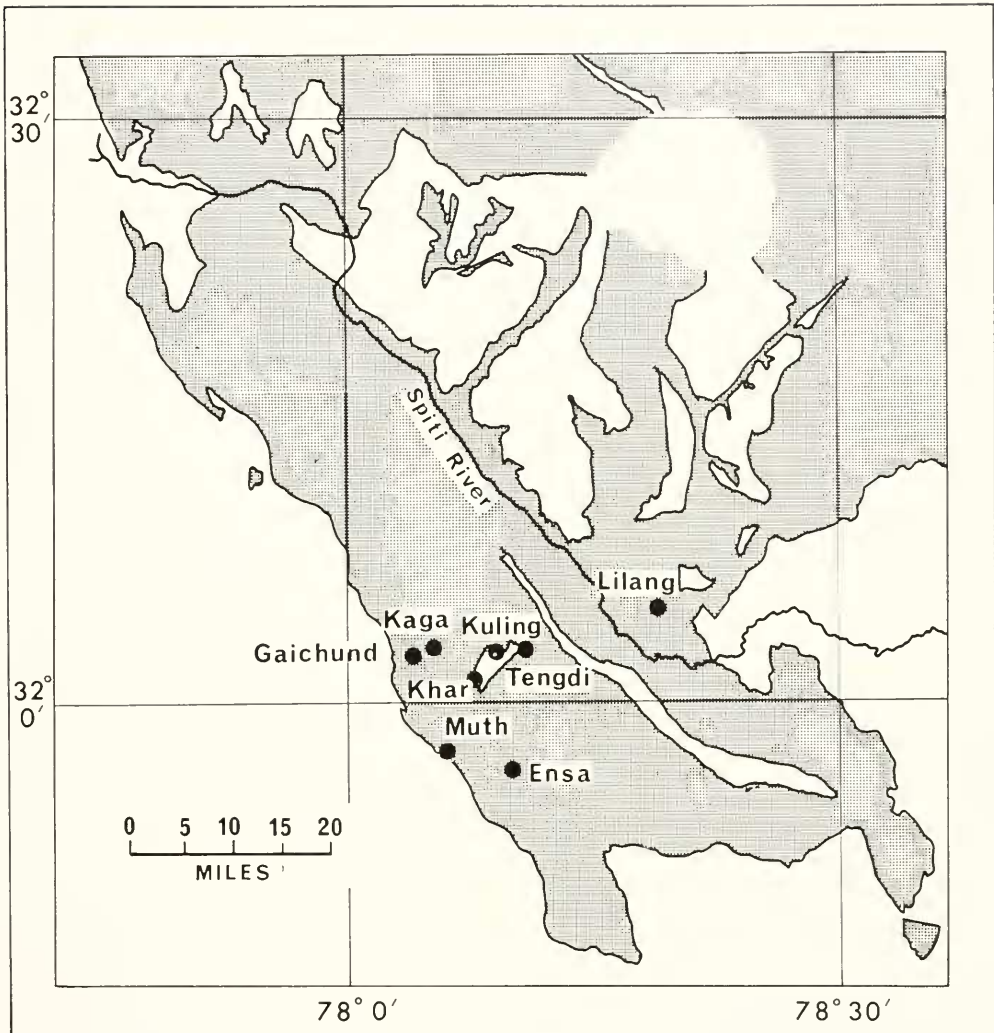 32°
30'
Spiti River
Lilang
Kaga
Kuling
Gaichund
Khar
Tengdi
32°
0'
Muth
Ensa
0 5 10 15 20
MILES
78° 0'
78° 30'